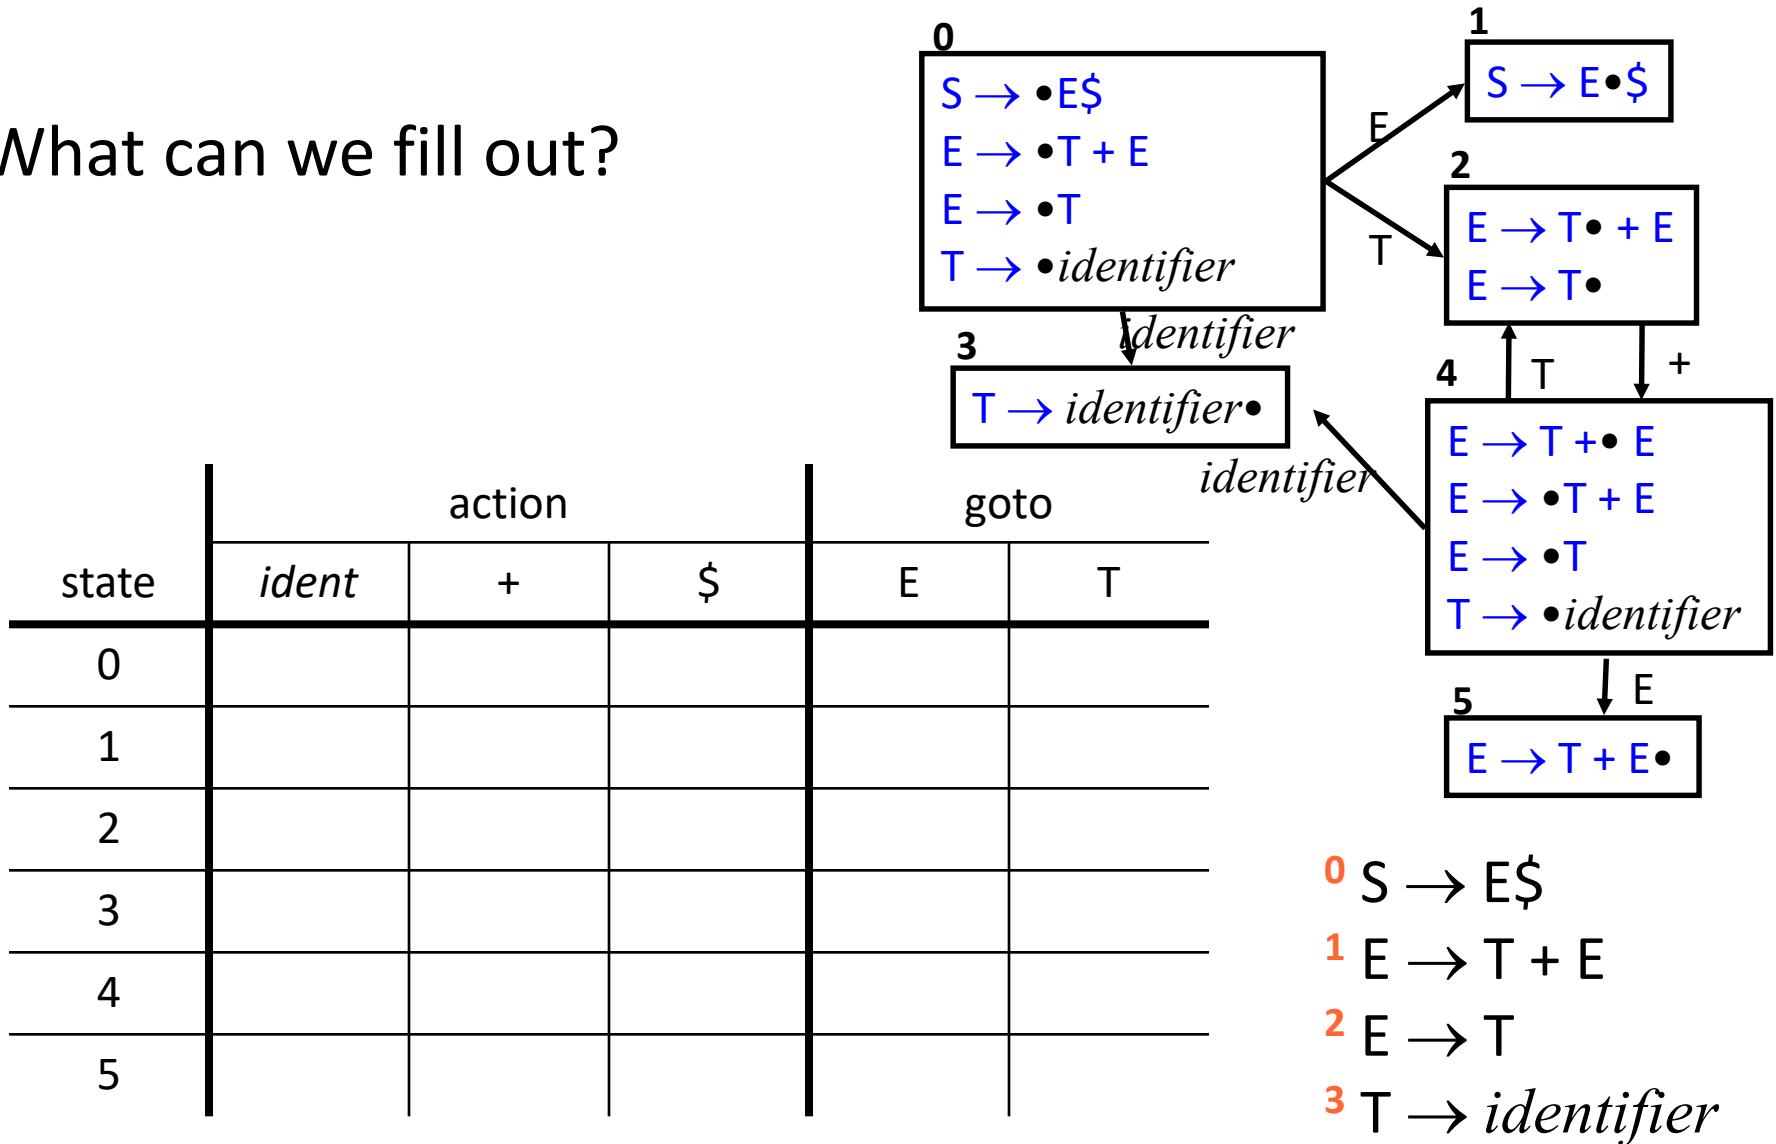 What can we fill out?
0
S → •E$
E → •T + E
E → •T
T → •identifier
E
T
identifier
1
S → E•$
2
E → T• + E
E → T•
3
T → identifier•
identifier
T
+
4
E → T +• E
E → •T + E
E → •T
T → •identifier
E
5
E → T + E•
action goto
state ident + $ E T
0
1
2
3
4
5
0 S → E$
1 E → T + E
2 E → T
3 T → identifier